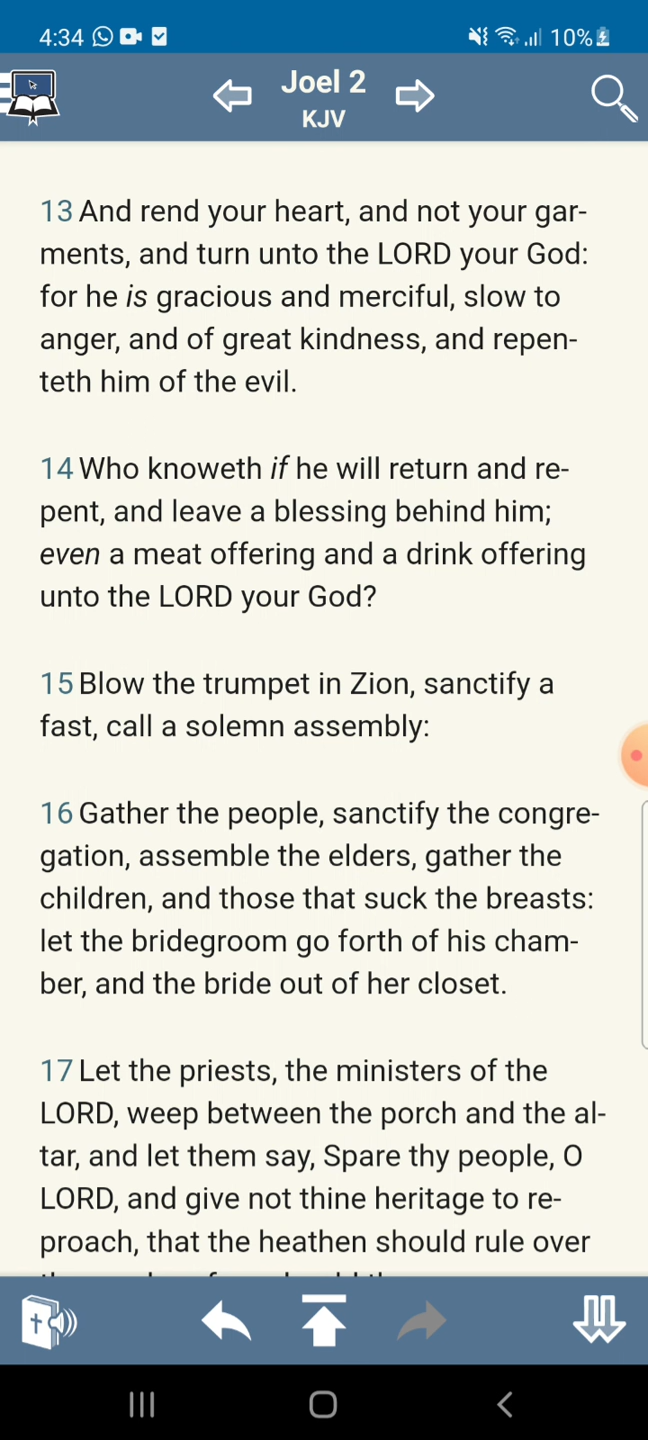 4:34 10%
Joel 2
KJV
13 And rend your heart, and not your gar-
ments, and turn unto the LORD your God:
for he is gracious and merciful, slow to
anger, and of great kindness, and repen-
teth him of the evil.
14 Who knoweth if he will return and re-
pent, and leave a blessing behind him;
even a meat offering and a drink offering
unto the LORD your God?
15 Blow the trumpet in Zion, sanctify a
fast, call a solemn assembly:
16 Gather the people, sanctify the congre-
gation, assemble the elders, gather the
children, and those that suck the breasts:
let the bridegroom go forth of his cham-
ber, and the bride out of her closet.
17 Let the priests, the ministers of the
LORD, weep between the porch and the al-
tar, and let them say, Spare thy people, O
LORD, and give not thine heritage to re-
proach, that the heathen should rule over